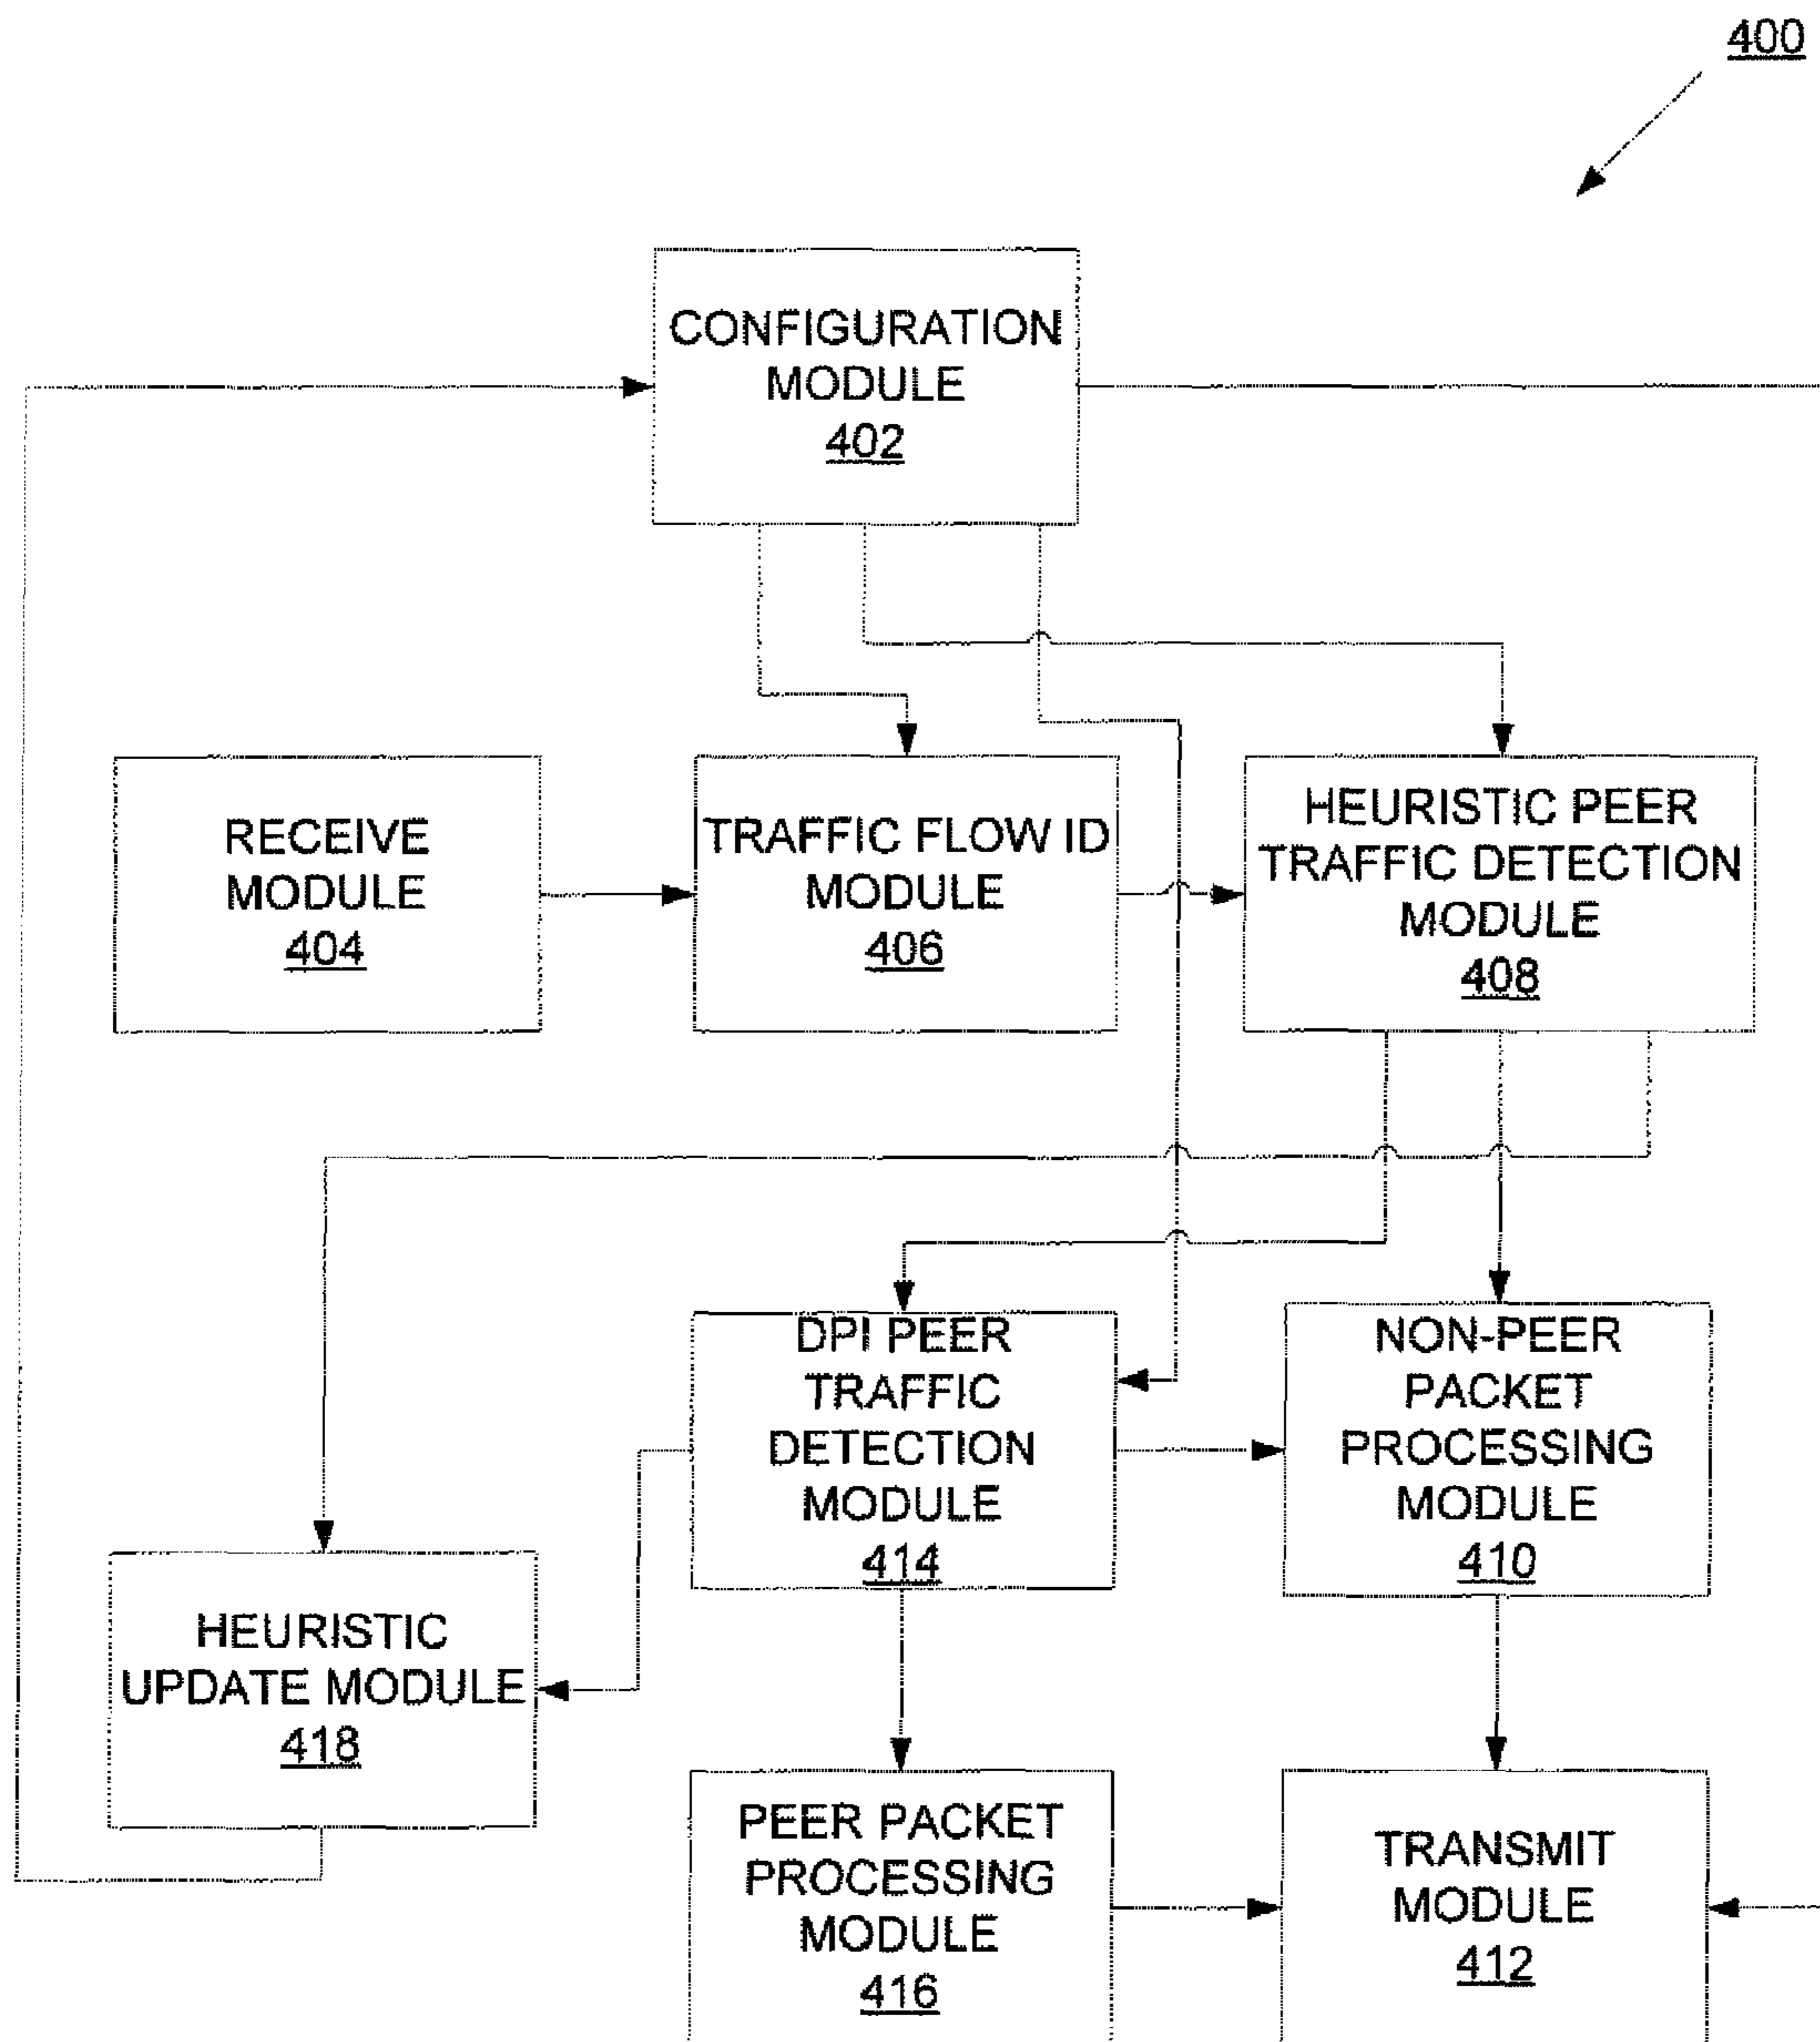 400
CONFIGURATION
MODULE
402
RECEIVE
MODULE
404
TRAFFIC FLOW ID
MODULE
406
HEURISTIC PEER
TRAFFIC DETECTION
MODULE
408
DPI PEER
TRAFFIC
DETECTION
MODULE
414
NON-PEER
PACKET
PROCESSING
MODULE
410
HEURISTIC
UPDATE MODULE
418
PEER PACKET
PROCESSING
MODULE
416
TRANSMIT
MODULE
412